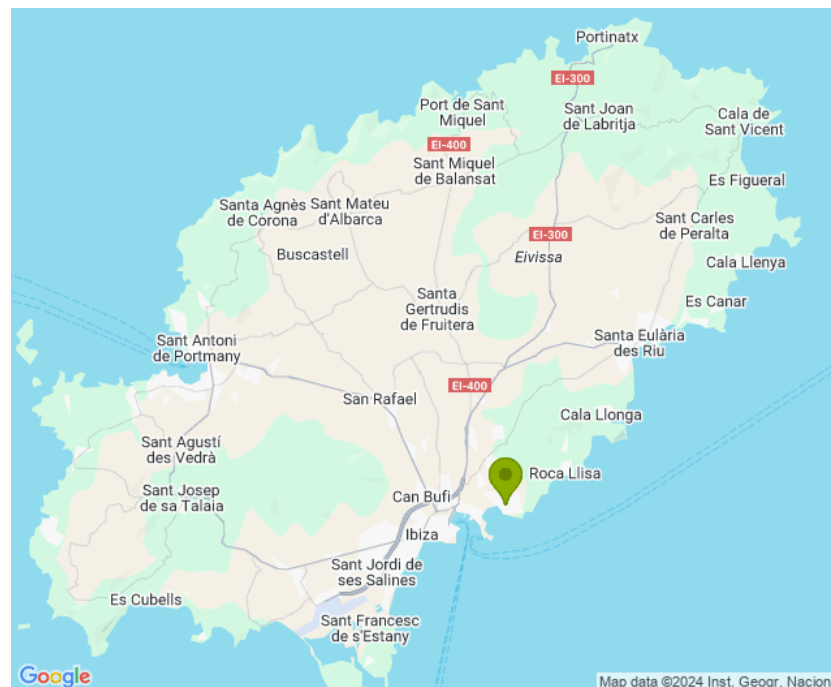 Portinatx
EI-300
Port de Sant
Miquel
Sant Joan
de Labritja
Cala de
Sant Vicent
EI-400
Sant Miquel
de Balansat
Es Figueral
Santa Agnès
de Corona
Sant Mateu
d'Albarca
Sant Carles
de Peralta
EI-300
Buscastell
Eivissa
Cala Llenya
Santa
Gertrudis
de Fruitera
Es Canar
Sant Antoni
de Portmany
Santa Eulària
des Riu
EI-400
San Rafael
Cala Llonga
Sant Agustí
des Vedrà
Roca Llisa
Sant Josep
de sa Talaia
Can Bufi
Ibiza
Sant Jordi de
ses Salines
Es Cubells
Sant Francesc
de s'Estany
Google
Map data ©2024 Inst. Geogr. Nacion